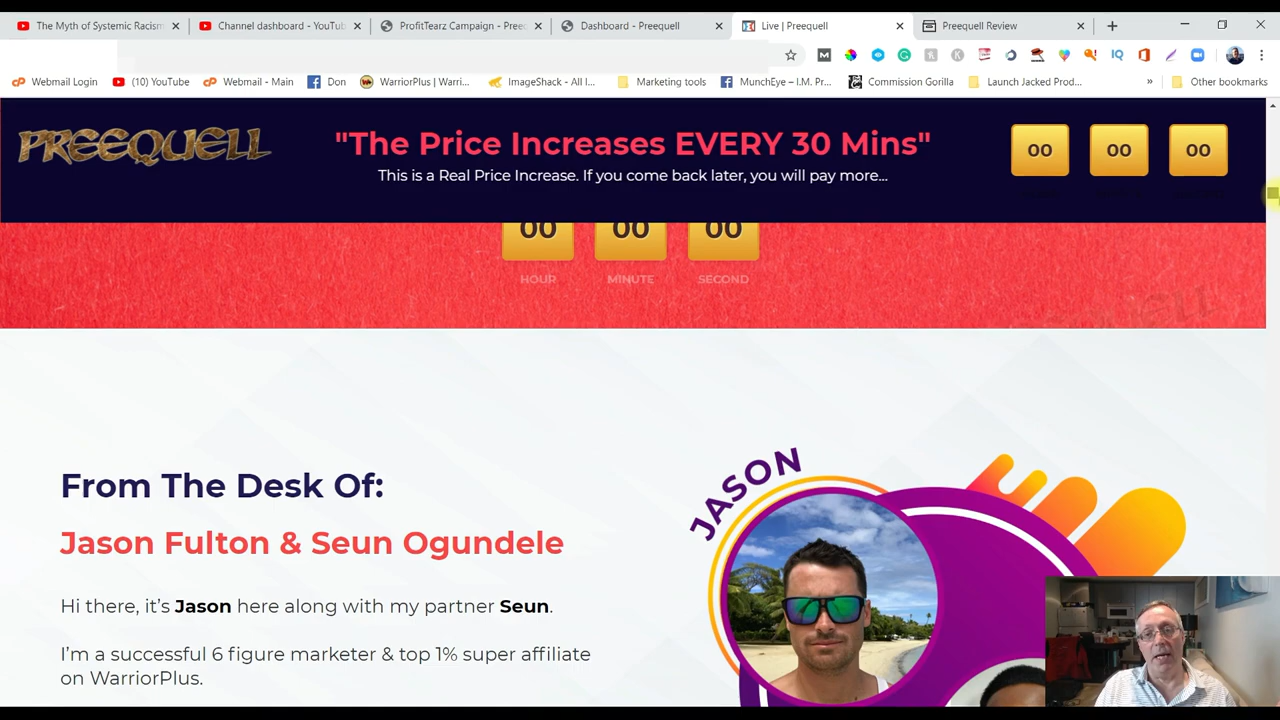 The Myth of Systemic Racism
Channel dashboard - YouTub
ProfitTearz Campaign - Preec
Dashboard - Preequell
Live | Preequell
Preequell Review
Webmail Login
(10) YouTube
Webmail - Main
Don
WarriorPlus | Warri...
ImageShack - All I...
Marketing tools
MunchEye – I.M. Pr...
Commission Gorilla
Launch Jacked Prod...
»
Other bookmarks
PREEQUELL
"The Price Increases EVERY 30 Mins"
This is a Real Price Increase. If you come back later, you will pay more...
00 00 00
00 00 00
HOUR MINUTE SECOND
From The Desk Of:
Jason Fulton & Seun Ogundele
Hi there, it’s Jason here along with my partner Seun.
I’m a successful 6 figure marketer & top 1% super affiliate
on WarriorPlus.
JASON